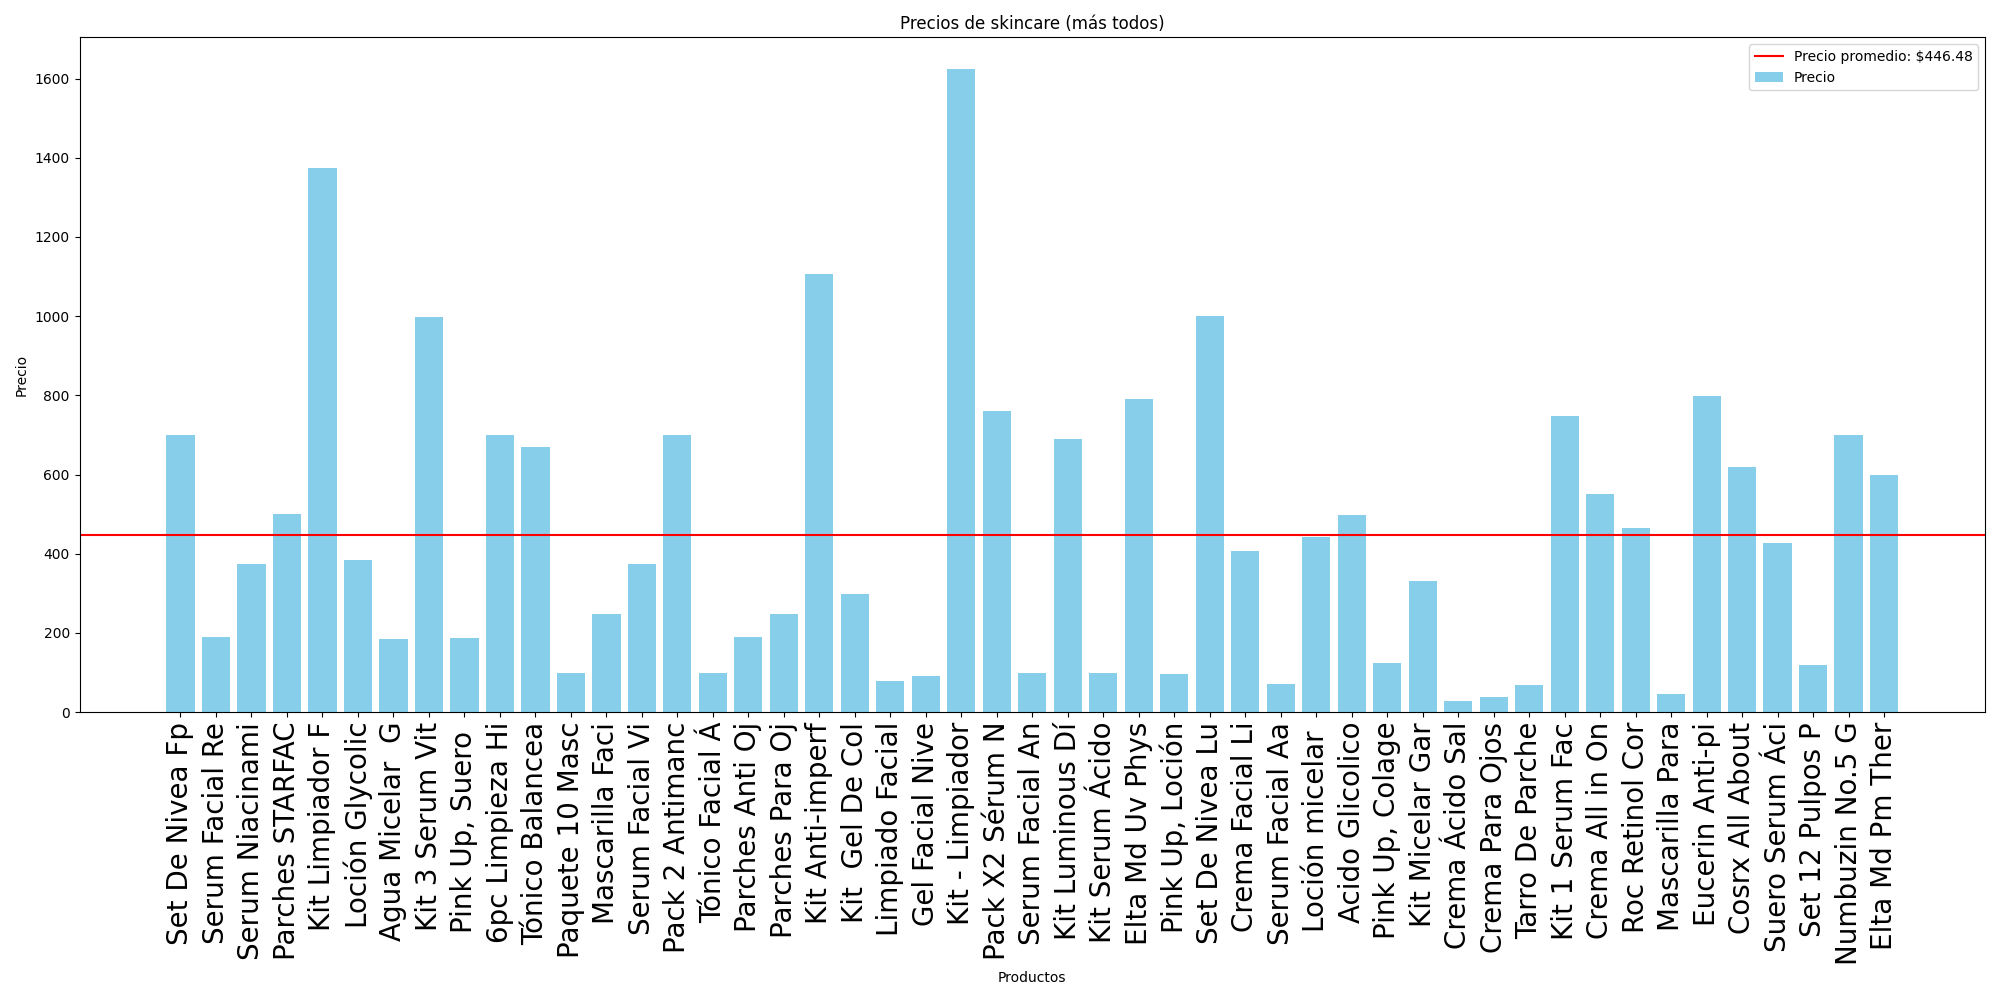 Precios de skincare (más todos)
Precio promedio: $446.48
Precio
Precio
1600
1400
1200
1000
800
600
400
200
0
Set De Nivea Fp
Serum Facial Re
Serum Niacinami
Parches STARFAC
Kit Limpiador F
Loción Glycolic
Agua Micelar  G
Kit 3 Serum Vit
Pink Up, Suero
6pc Limpieza Hi
Tónico Balancea
Paquete 10 Masc
Mascarilla Faci
Serum Facial Vi
Pack 2 Antimanc
Tónico Facial Á
Parches Anti Oj
Parches Para Oj
Kit Anti-imperf
Kit  Gel De Col
Limpiado Facial
Gel Facial Nive
Kit - Limpiador
Pack X2 Sérum N
Serum Facial An
Kit Luminous Dí
Kit Serum Ácido
Elta Md Uv Phys
Pink Up, Loción
Set De Nivea Lu
Crema Facial Li
Serum Facial Aa
Loción micelar
Acido Glicolico
Pink Up, Colage
Kit Micelar Gar
Crema Ácido Sal
Crema Para Ojos
Tarro De Parche
Kit 1 Serum Fac
Crema All in On
Roc Retinol Cor
Mascarilla Para
Eucerin Anti-pi
Cosrx All About
Suero Serum Áci
Set 12 Pulpos P
Numbuzin No.5 G
Elta Md Pm Ther
Productos